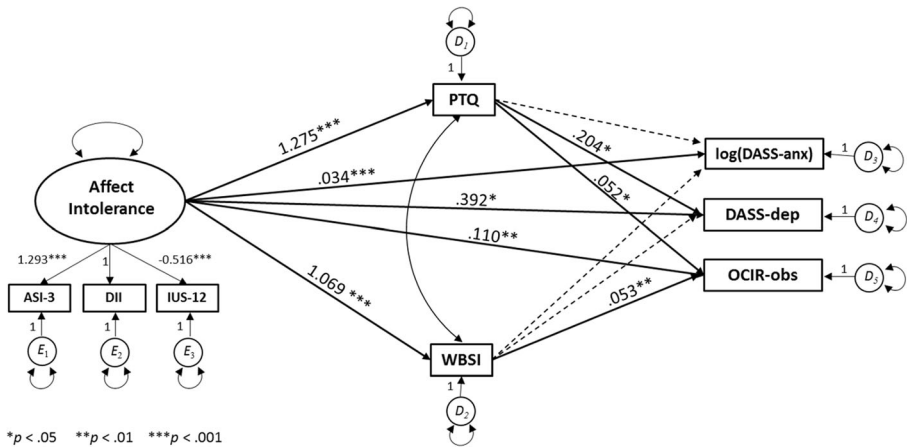 D1
1
PTQ
1.275***
.204*
log(DASS-anx)
1
D3
.034***
.052*
Affect
Intolerance
.392*
DASS-dep
1
D4
.110**
1.293***
1
-0.516***
1.069 ***
OCIR-obs
1
D5
.053**
ASI-3
DII
IUS-12
1
1
1
E1
E2
E3
WBSI
1
D2
*p < .05 **p < .01 ***p < .001